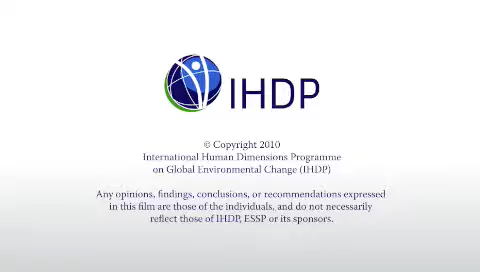 IHDP
© Copyright 2010
International Human Dimensions Programme
on Global Environmental Change (IHDP)
Any opinions, findings, conclusions, or recommendations expressed
in this film are those of the individuals, and do not necessarily
reflect those of IHDP, ESSP or its sponsors.